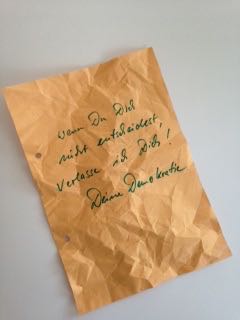 Wenn Du Dich
nicht entscheidest,
verlasse ich Dich!
Deine Demokratie